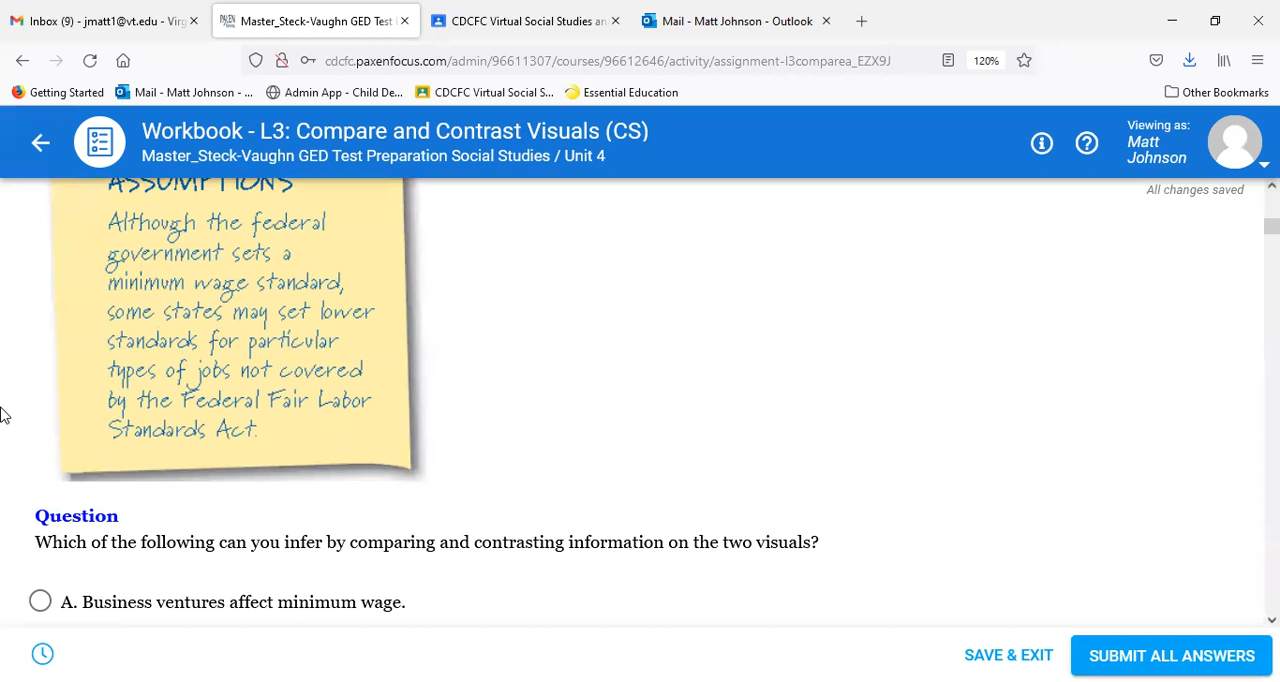 Inbox (9) - jmatt1@vt.edu - Virg
Master_Steck-Vaughn GED Test
CDCFC Virtual Social Studies an
Mail - Matt Johnson - Outlook
cdcfc.paxenfocus.com/admin/96611307/courses/96612646/activity/assignment-l3comparea_EZX9J
120%
Getting Started
Mail - Matt Johnson - ...
Admin App - Child De...
CDCFC Virtual Social S...
Essential Education
Other Bookmarks
Workbook - L3: Compare and Contrast Visuals (CS)
Master_Steck-Vaughn GED Test Preparation Social Studies / Unit 4
Viewing as:
Matt
Johnson
All changes saved
ASSUMPTIONS
Although the federal
government sets a
minimum wage standard,
some states may set lower
standards for particular
types of jobs not covered
by the Federal Fair Labor
Standards Act.
Question
Which of the following can you infer by comparing and contrasting information on the two visuals?
A. Business ventures affect minimum wage.
SAVE & EXIT
SUBMIT ALL ANSWERS